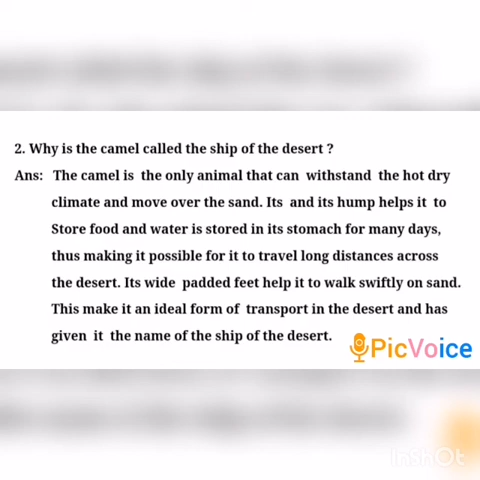 2. Why is the camel called the ship of the desert ?
Ans: The camel is the only animal that can withstand the hot dry
climate and move over the sand. Its and its hump helps it to
Store food and water is stored in its stomach for many days,
thus making it possible for it to travel long distances across
the desert. Its wide padded feet help it to walk swiftly on sand.
This make it an ideal form of transport in the desert and has
given it the name of the ship of the desert.
PicVoice
InShOt